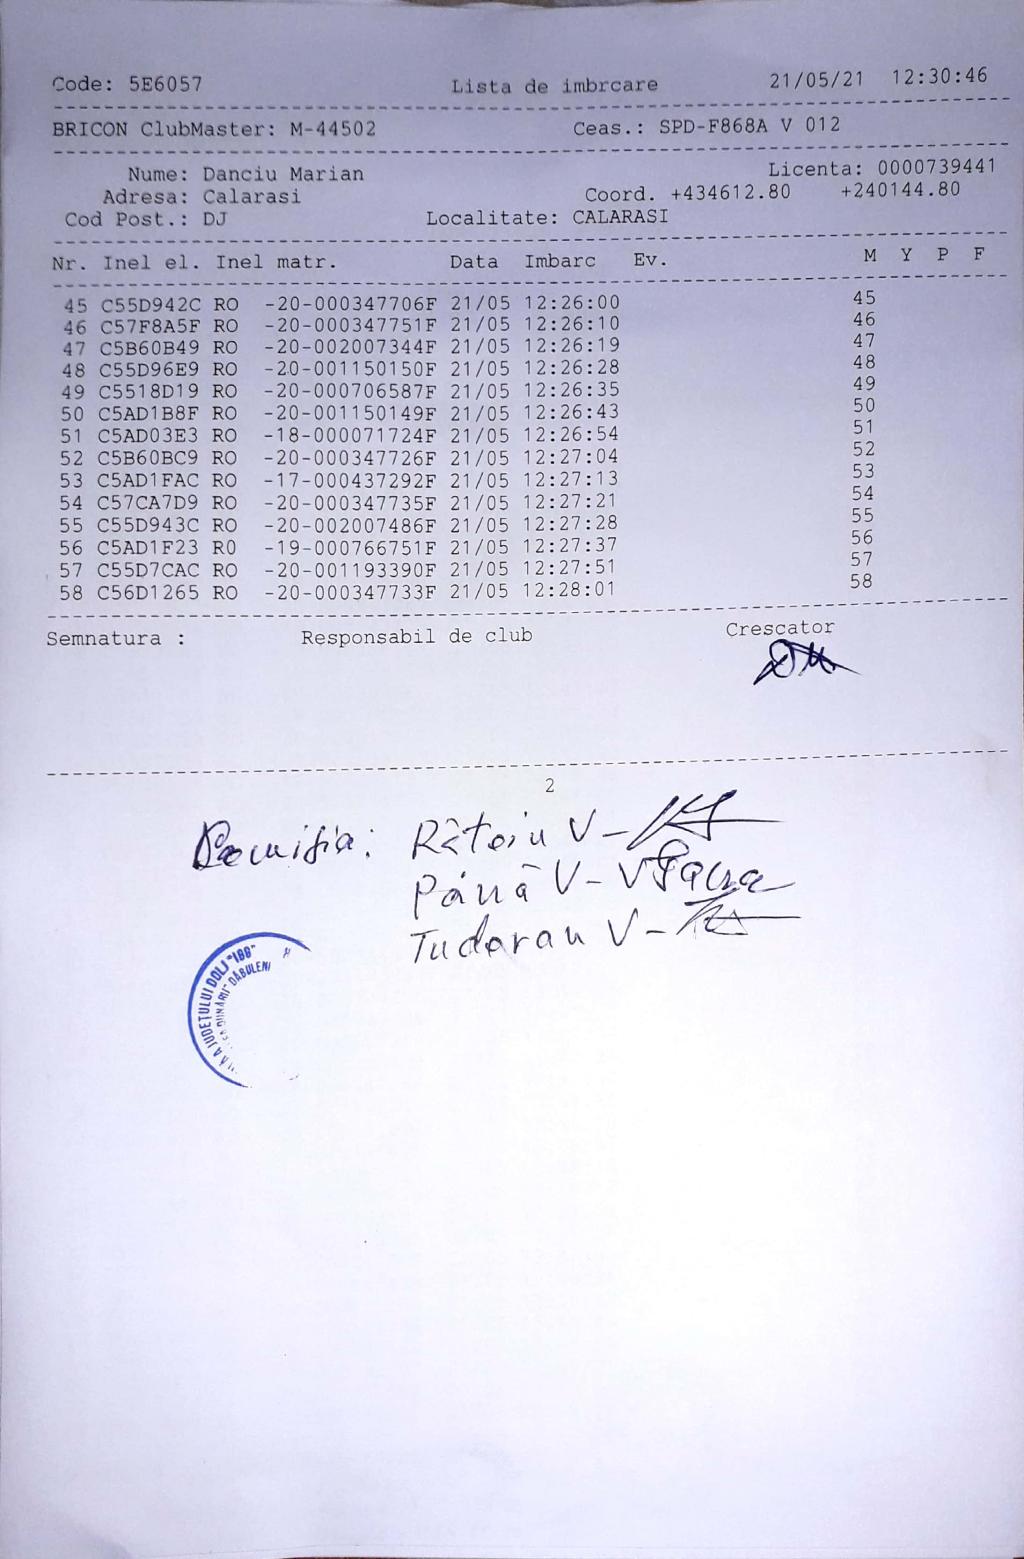 Code: 5E6057 Lista de imbrcare 21/05/21 12:30:46
BRICON ClubMaster: M-44502 Ceas.: SPD-F868A V 012
Nume: Danciu Marian Licenta: 0000739441
Adresa: Calarasi Coord. +434612.80 +240144.80
Cod Post.: DJ Localitate: CALARASI
Nr. Inel el. Inel matr. Data Imbarc Ev. M Y P F
45 C55D942C RO -20-000347706F 21/05 12:26:00 45
46 C57F8A5F RO -20-000347751F 21/05 12:26:10 46
47 C5B60B49 RO -20-002007344F 21/05 12:26:19 47
48 C55D96E9 RO -20-001150150F 21/05 12:26:28 48
49 C5518D19 RO -20-000706587F 21/05 12:26:35 49
50 C5AD1B8F RO -20-001150149F 21/05 12:26:43 50
51 C5AD03E3 RO -18-000071724F 21/05 12:26:54 51
52 C5B60BC9 RO -20-000347726F 21/05 12:27:04 52
53 C5AD1FAC RO -17-000437292F 21/05 12:27:13 53
54 C57CA7D9 RO -20-000347735F 21/05 12:27:21 54
55 C55D943C RO -20-002007486F 21/05 12:27:28 55
56 C5AD1F23 R0 -19-000766751F 21/05 12:27:37 56
57 C55D7CAC RO -20-001193390F 21/05 12:27:51 57
58 C56D1265 RO -20-000347733F 21/05 12:28:01 58
Semnatura : Responsabil de club Crescator
2
Comisia: Rătoiu V-
Până V-
Tudoran V-
A JUDETULUI DOLJ "188"
DUNĂRII" DĂBULENI